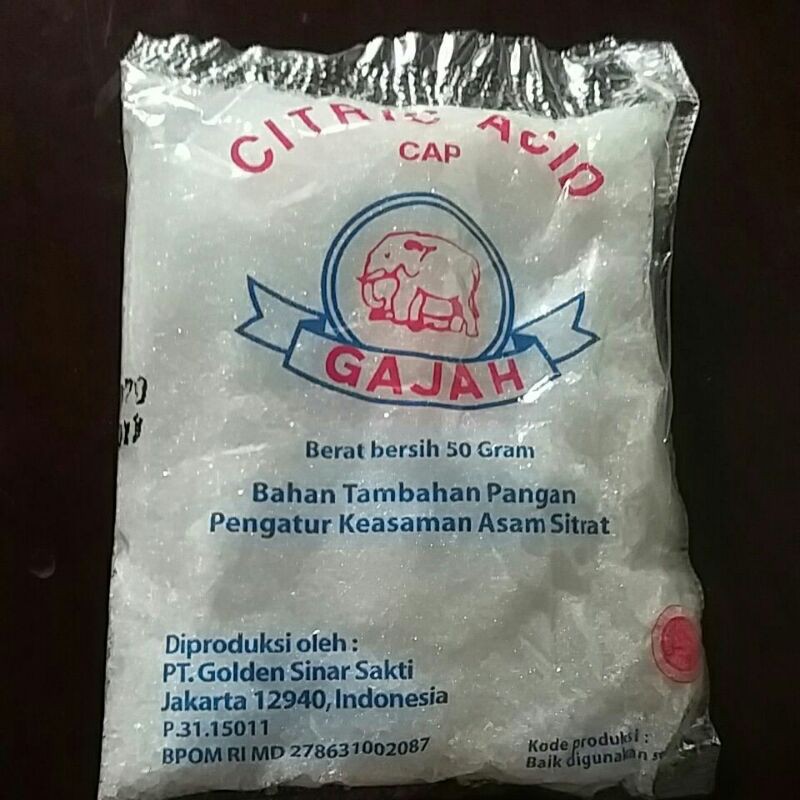 CITRIC ACID
CAP
GAJAH
Berat bersih 50 Gram
Bahan Tambahan Pangan
Pengatur Keasaman Asam Sitrat
Diproduksi oleh :
PT. Golden Sinar Sakti
Jakarta 12940, Indonesia
P.31.15011
BPOM RI MD 278631002087
Kode produksi :
Baik digunakan